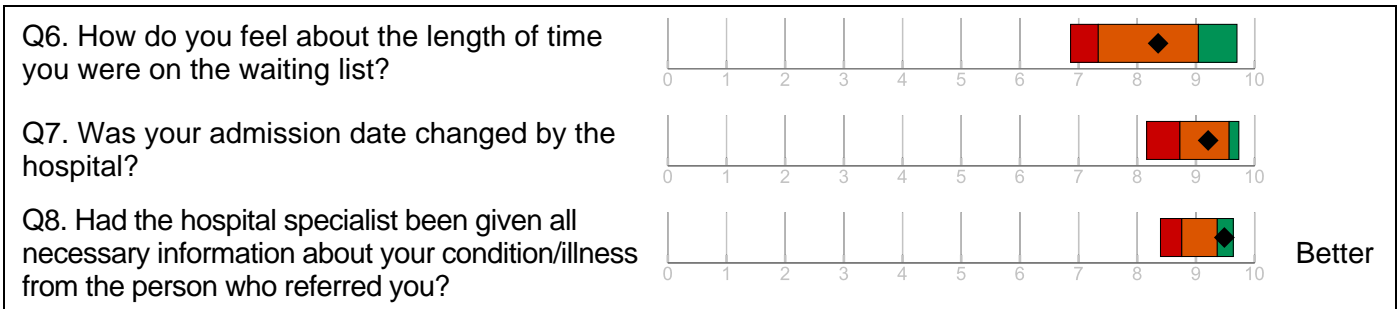 Q6. How do you feel about the length of time
you were on the waiting list?
0 1 2 3 4 5 6 7 8 9 10
Q7. Was your admission date changed by the
hospital?
0 1 2 3 4 5 6 7 8 9 10
Q8. Had the hospital specialist been given all
necessary information about your condition/illness
from the person who referred you?
0 1 2 3 4 5 6 7 8 9 10
Better